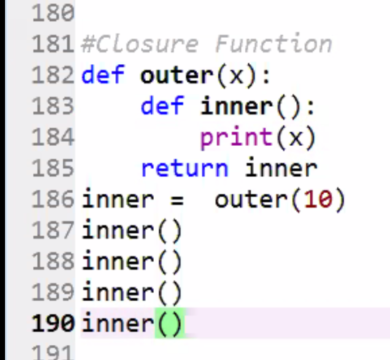 180
181 #Closure Function
182 def outer(x):
183     def inner():
184         print(x)
185     return inner
186 inner =  outer(10)
187 inner()
188 inner()
189 inner()
190 inner()
191